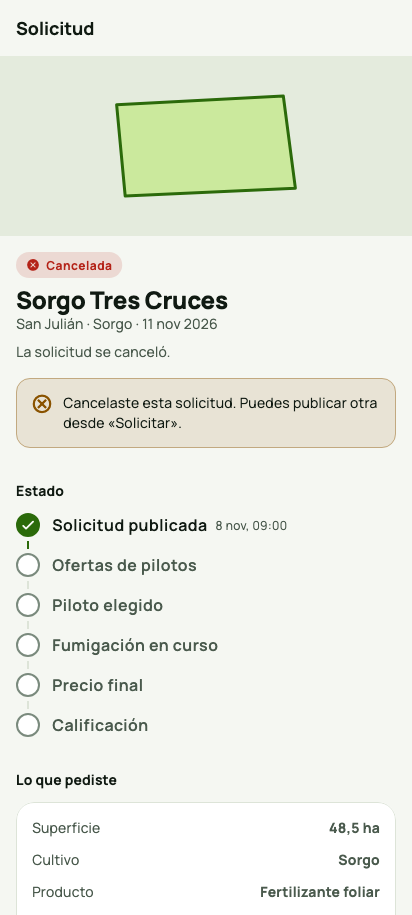 Solicitud
Cancelada
Sorgo Tres Cruces
San Julián · Sorgo · 11 nov 2026
La solicitud se canceló.
Cancelaste esta solicitud. Puedes publicar otra
desde «Solicitar».
Estado
Solicitud publicada 8 nov, 09:00
Ofertas de pilotos
Piloto elegido
Fumigación en curso
Precio final
Calificación
Lo que pediste
Superficie 48,5 ha
Cultivo Sorgo
Producto Fertilizante foliar